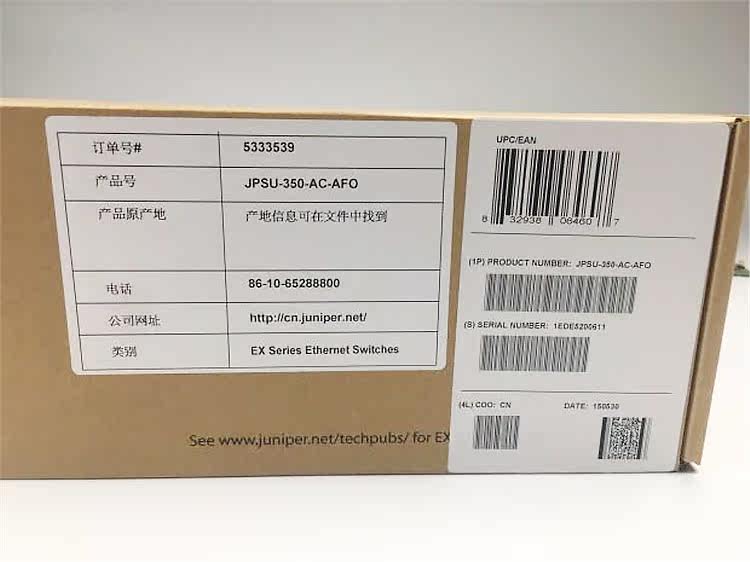 订单号# 5333539
产品号 JPSU-350-AC-AFO
产品原产地 产地信息可在文件中找到
电话 86-10-65288800
公司网址 http://cn.juniper.net/
类别 EX Series Ethernet Switches
See www.juniper.net/techpubs/ for EX
UPC/EAN
8 32938 06460 7
(1P) PRODUCT NUMBER: JPSU-350-AC-AFO
(S) SERIAL NUMBER: 1EDE5200611
(4L) COO: CN DATE: 150530